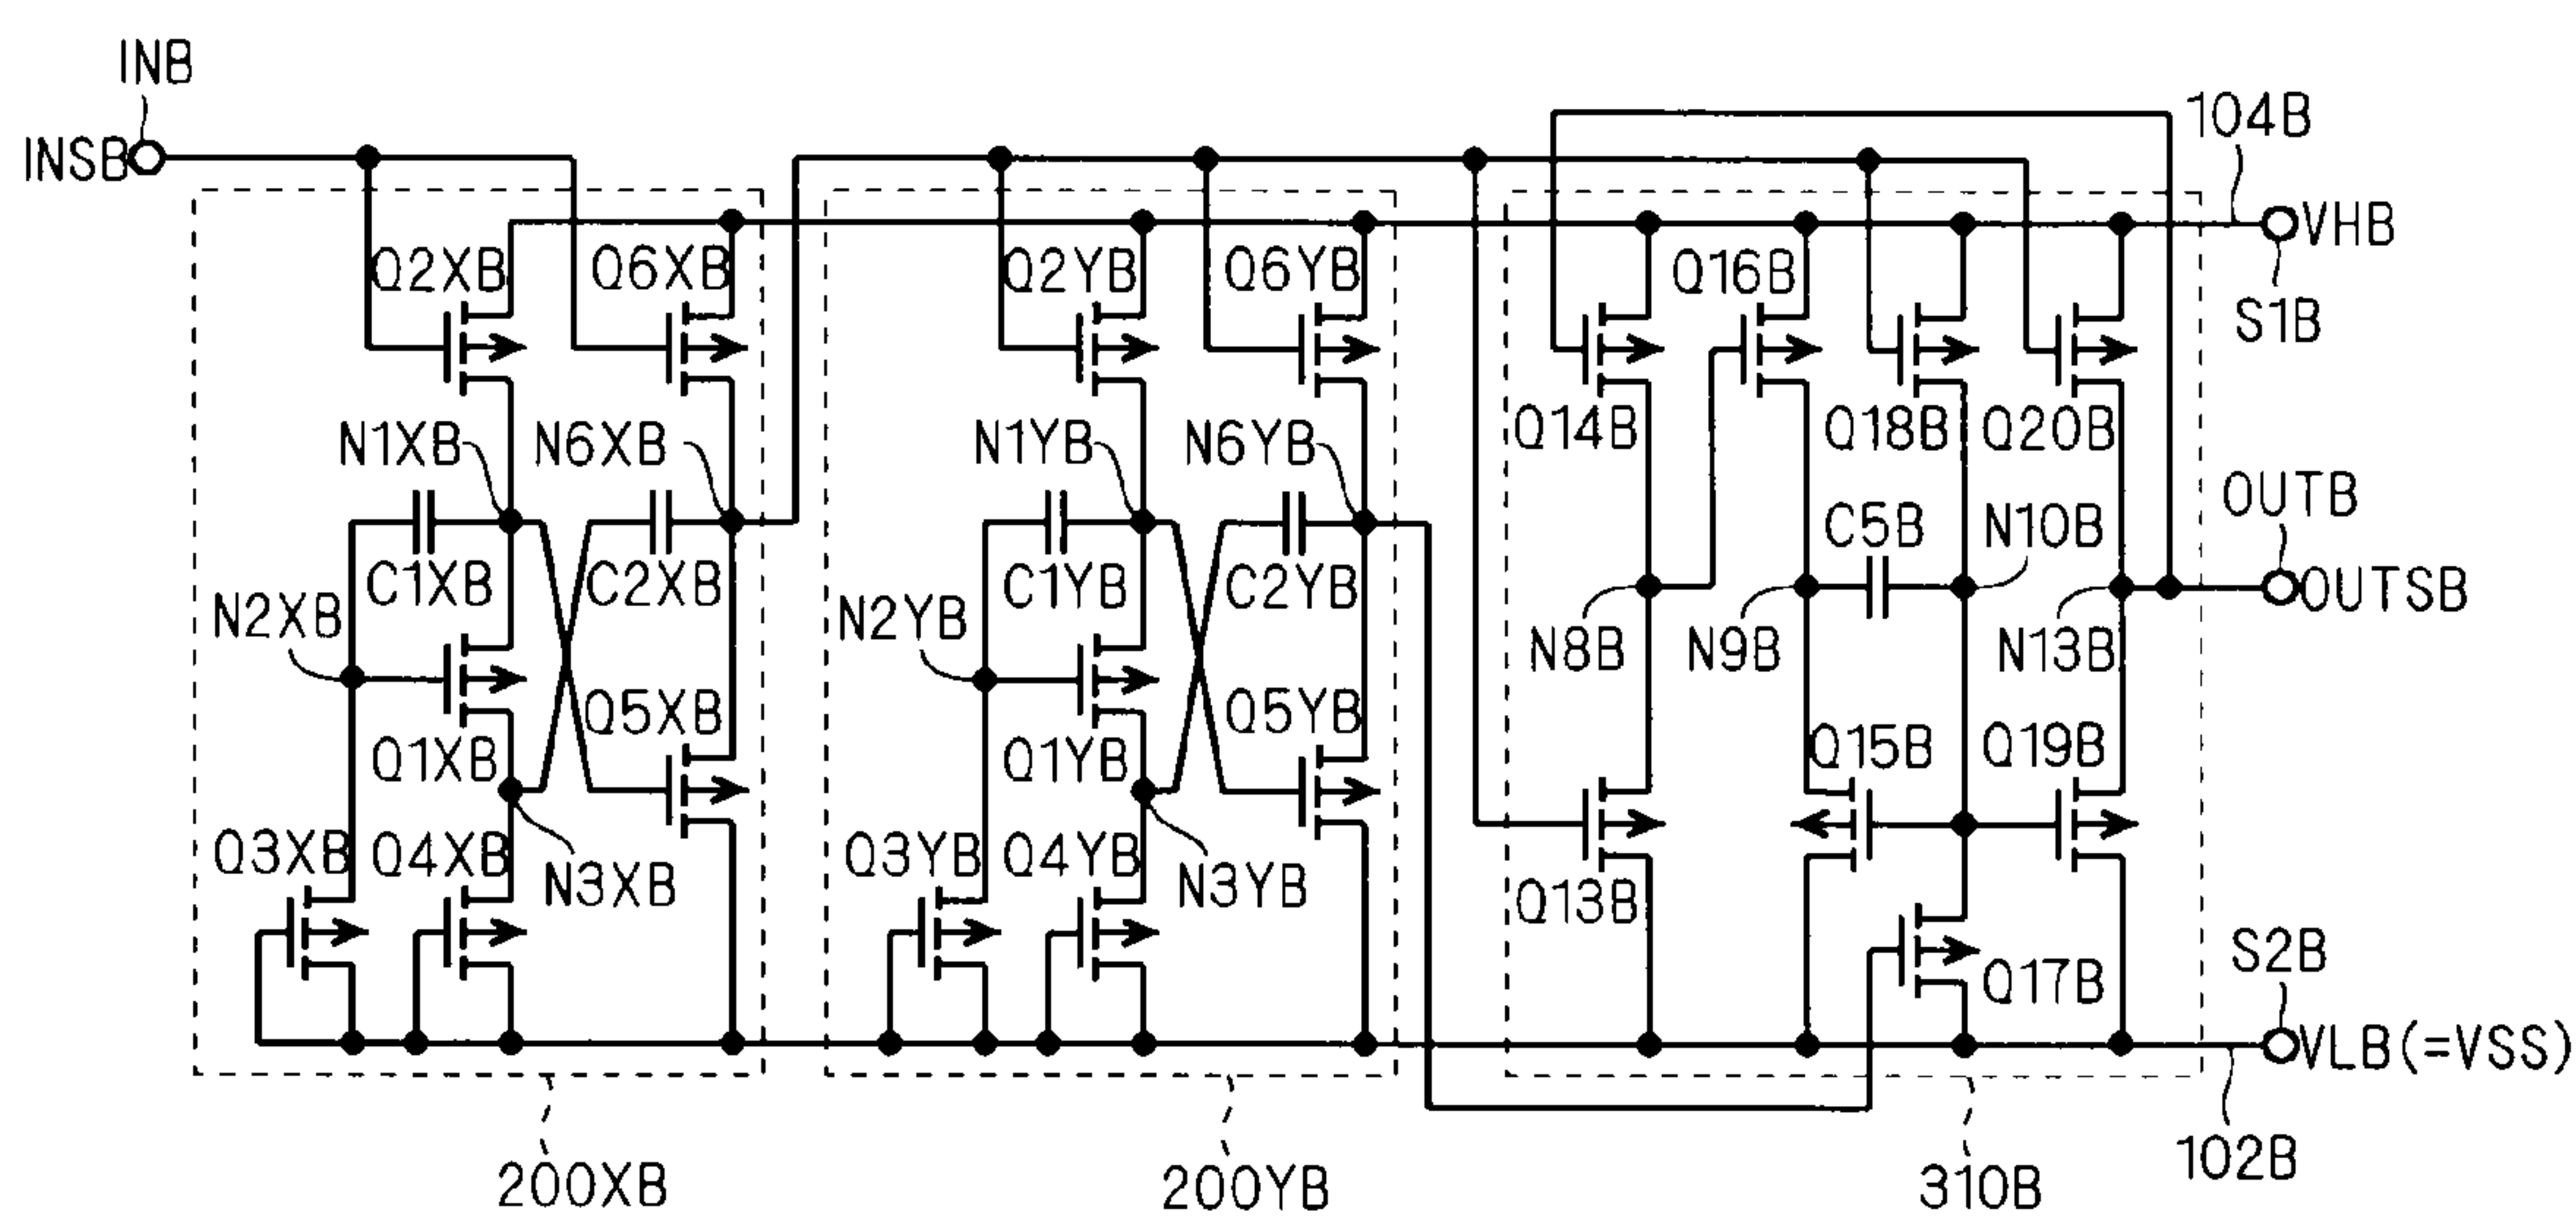 INB
INSB
104B
VHB
S1B
Q2XB
Q6XB
Q2YB
Q6YB
Q16B
Q14B
Q18B
Q20B
N1XB
N6XB
N1YB
N6YB
OUTB
OUTSB
C1XB
C2XB
C1YB
C2YB
C5B
N10B
N2XB
N2YB
N8B
N9B
N13B
Q1XB
Q5XB
Q1YB
Q5YB
Q15B
Q19B
Q3XB
Q4XB
N3XB
Q3YB
Q4YB
N3YB
Q13B
Q17B
S2B
VLB(=VSS)
102B
200XB
200YB
310B